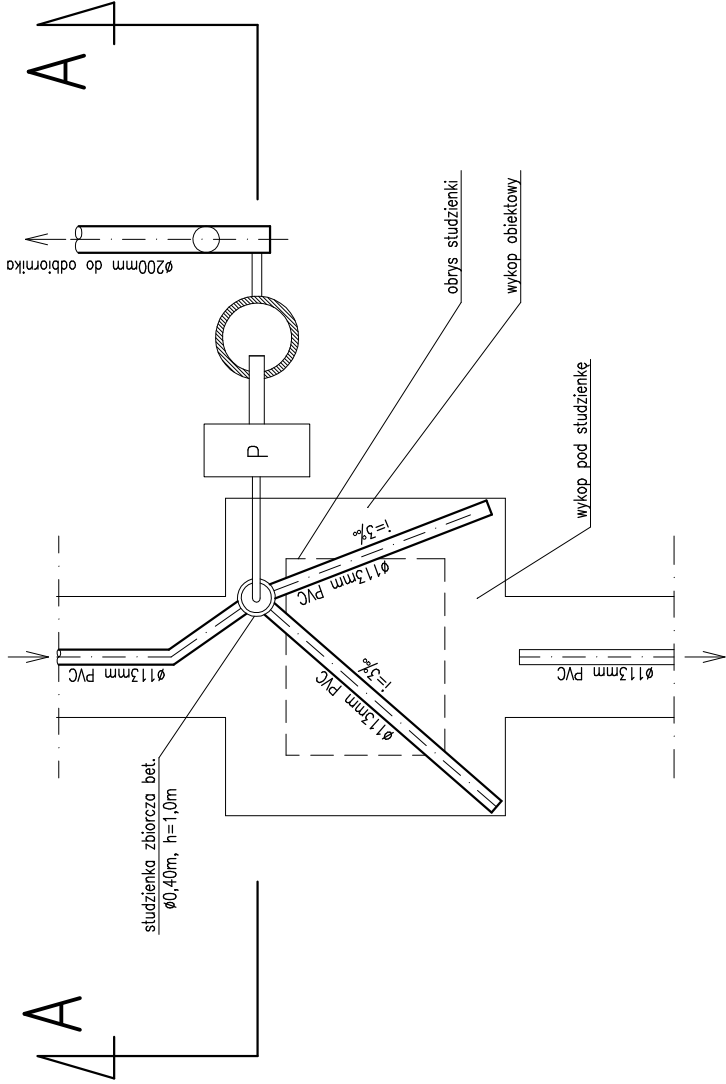 A
ø200mm do odbiornika
obrys studzienki
wykop obiektowy
wykop pod studzienkę
P
i=3‰
ø113mm PVC
i=3‰
ø113mm PVC
ø113mm PVC
ø113mm PVC
studzienka zbiorcza bet.
ø0,40m, h=1,0m
A